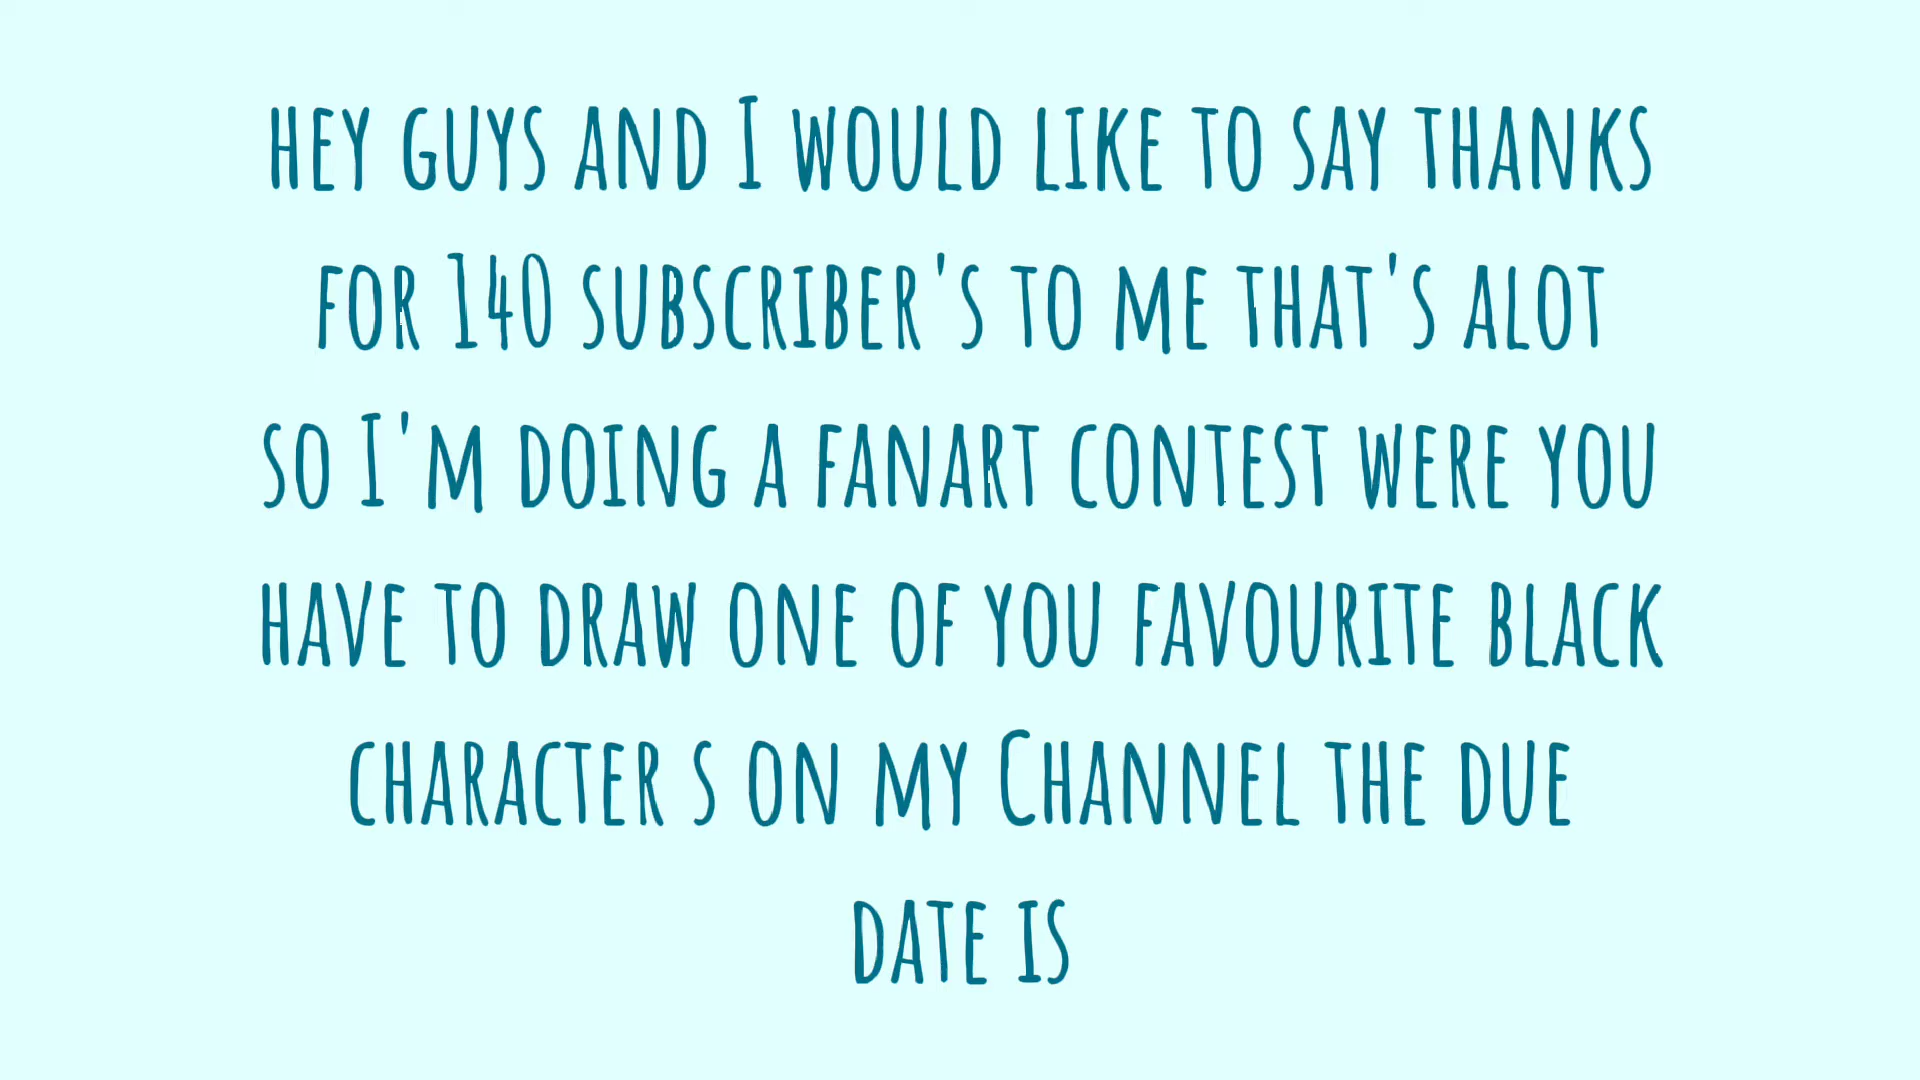 hey guys and I would like to say thanks
for 140 subscriber's to me that's alot
so I'm doing a fanart contest were you
have to draw one of you favourite black
character s on my Channel the due
date is